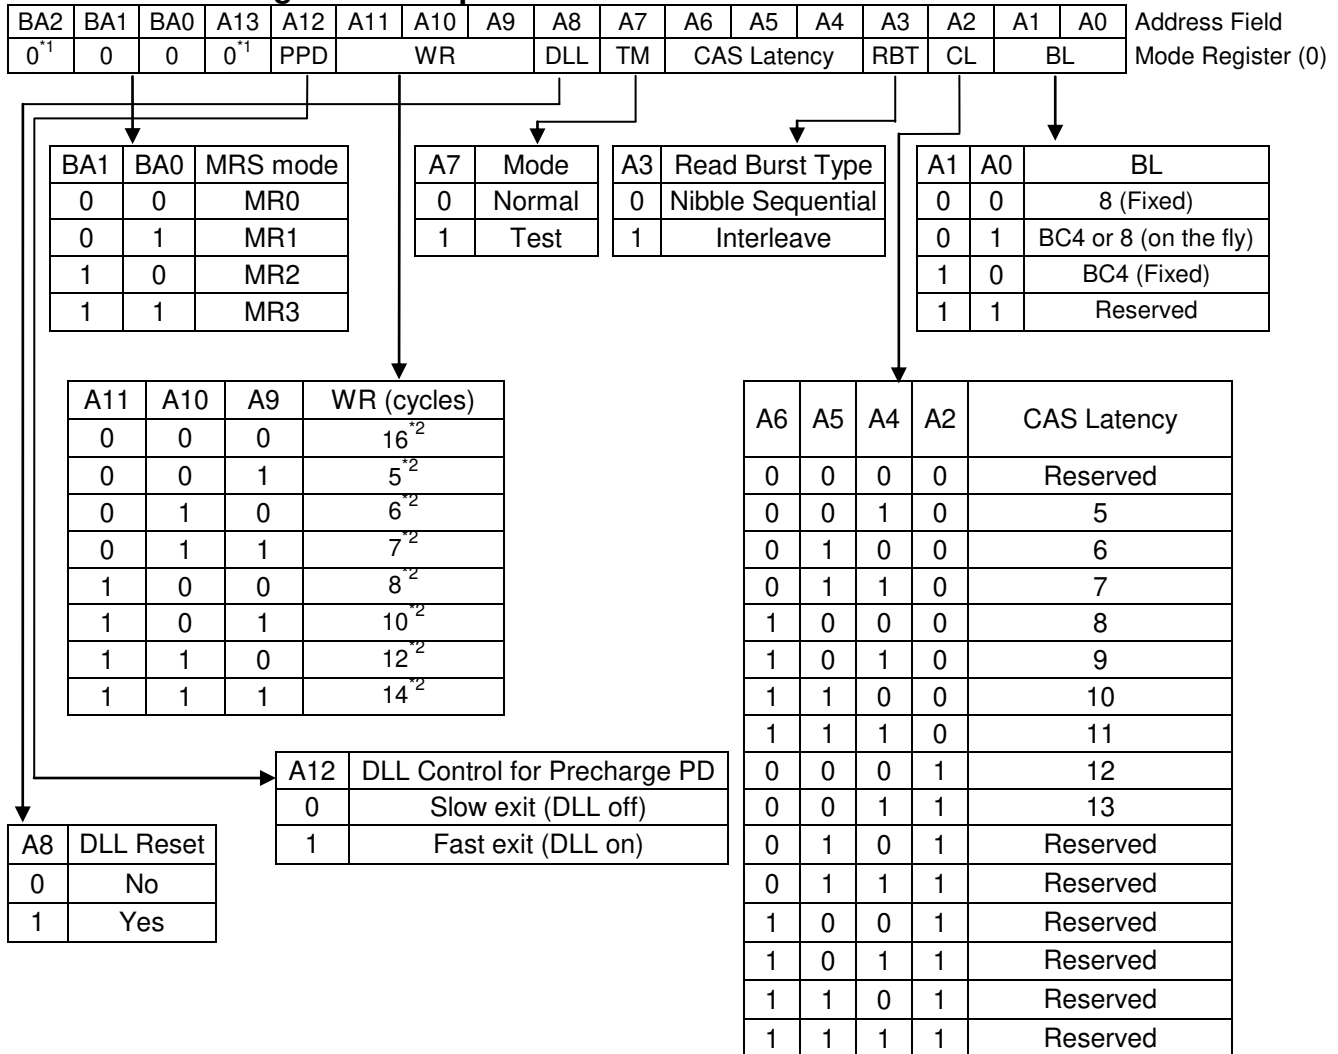 BA2 BA1 BA0 A13 A12 A11 A10 A9 A8 A7 A6 A5 A4 A3 A2 A1 A0 Address Field
0*1 0 0 0*1 PPD WR DLL TM CAS Latency RBT CL BL Mode Register (0)
BA1 BA0 MRS mode
0 0 MR0
0 1 MR1
1 0 MR2
1 1 MR3
A7 Mode
0 Normal
1 Test
A3 Read Burst Type
0 Nibble Sequential
1 Interleave
A1 A0 BL
0 0 8 (Fixed)
0 1 BC4 or 8 (on the fly)
1 0 BC4 (Fixed)
1 1 Reserved
A11 A10 A9 WR (cycles)
0 0 0 16*2
0 0 1 5*2
0 1 0 6*2
0 1 1 7*2
1 0 0 8*2
1 0 1 10*2
1 1 0 12*2
1 1 1 14*2
A6 A5 A4 A2 CAS Latency
0 0 0 0 Reserved
0 0 1 0 5
0 1 0 0 6
0 1 1 0 7
1 0 0 0 8
1 0 1 0 9
1 1 0 0 10
1 1 1 0 11
0 0 0 1 12
0 0 1 1 13
0 1 0 1 Reserved
0 1 1 1 Reserved
1 0 0 1 Reserved
1 0 1 1 Reserved
1 1 0 1 Reserved
1 1 1 1 Reserved
A12 DLL Control for Precharge PD
0 Slow exit (DLL off)
1 Fast exit (DLL on)
A8 DLL Reset
0 No
1 Yes